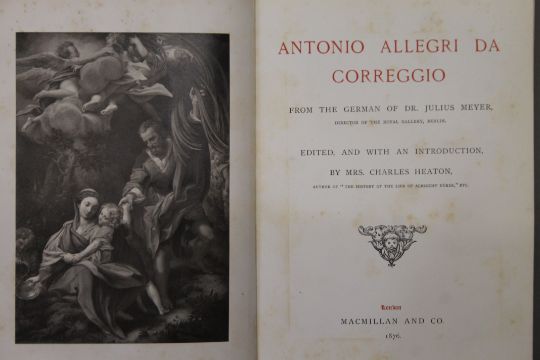 ANTONIO ALLEGRI DA
CORREGGIO
FROM THE GERMAN OF DR. JULIUS MEYER,
DIRECTOR OF THE ROYAL GALLERY, BERLIN.
EDITED, AND WITH AN INTRODUCTION,
BY MRS. CHARLES HEATON,
AUTHOR OF "THE HISTORY OF THE LIFE OF ALBRECHT DÜRER," ETC.
London
MACMILLAN AND CO.
1876.